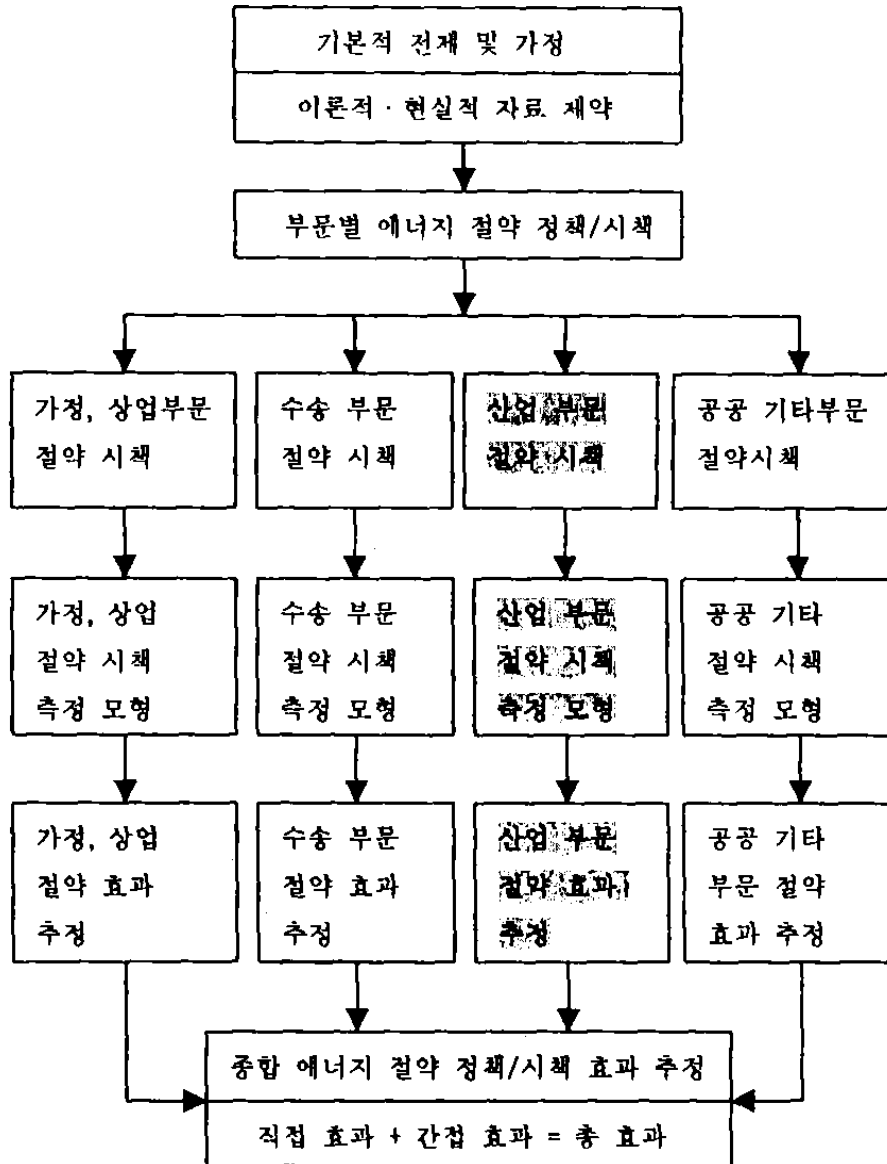 기본적 전제 및 가정
이론적·현실적 자료 제약
부문별 에너지 절약 정책/시책
가정, 상업부문
절약 시책
수송 부문
절약 시책
산업 부문
절약 시책
공공 기타부문
절약시책
가정, 상업
절약 시책
측정 모형
수송 부문
절약 시책
측정 모형
산업 부문
절약 시책
측정 모형
공공 기타
절약 시책
측정 모형
가정, 상업
절약 효과
추정
수송 부문
절약 효과
추정
산업 부문
절약 효과
추정
공공 기타
부문 절약
효과 추정
종합 에너지 절약 정책/시책 효과 추정
직접 효과 + 간접 효과 = 총 효과